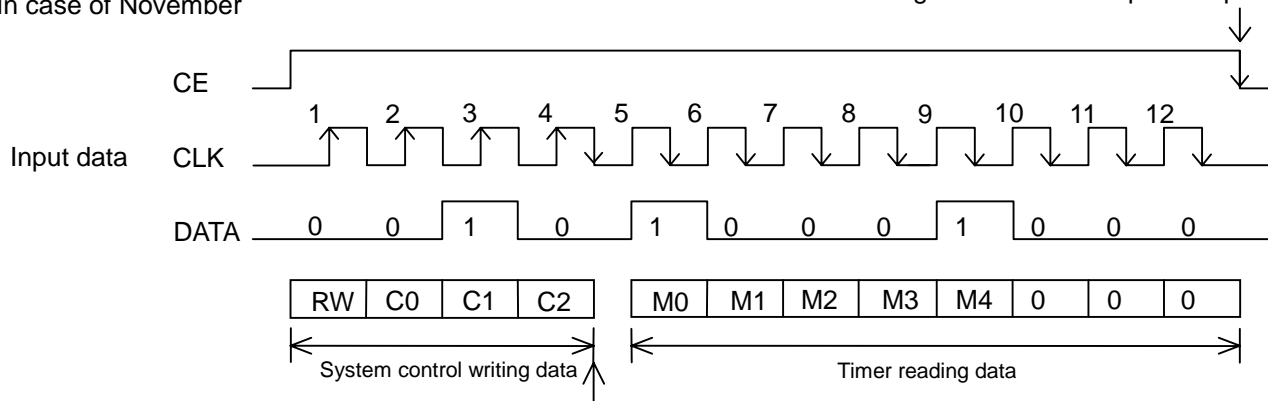 in case of November
CE
1 2 3 4 5 6 7 8 9 10 11 12
Input data CLK
DATA 0 0 1 0 1 0 0 0 1 0 0 0
RW C0 C1 C2 M0 M1 M2 M3 M4 0 0 0
System control writing data Timer reading data